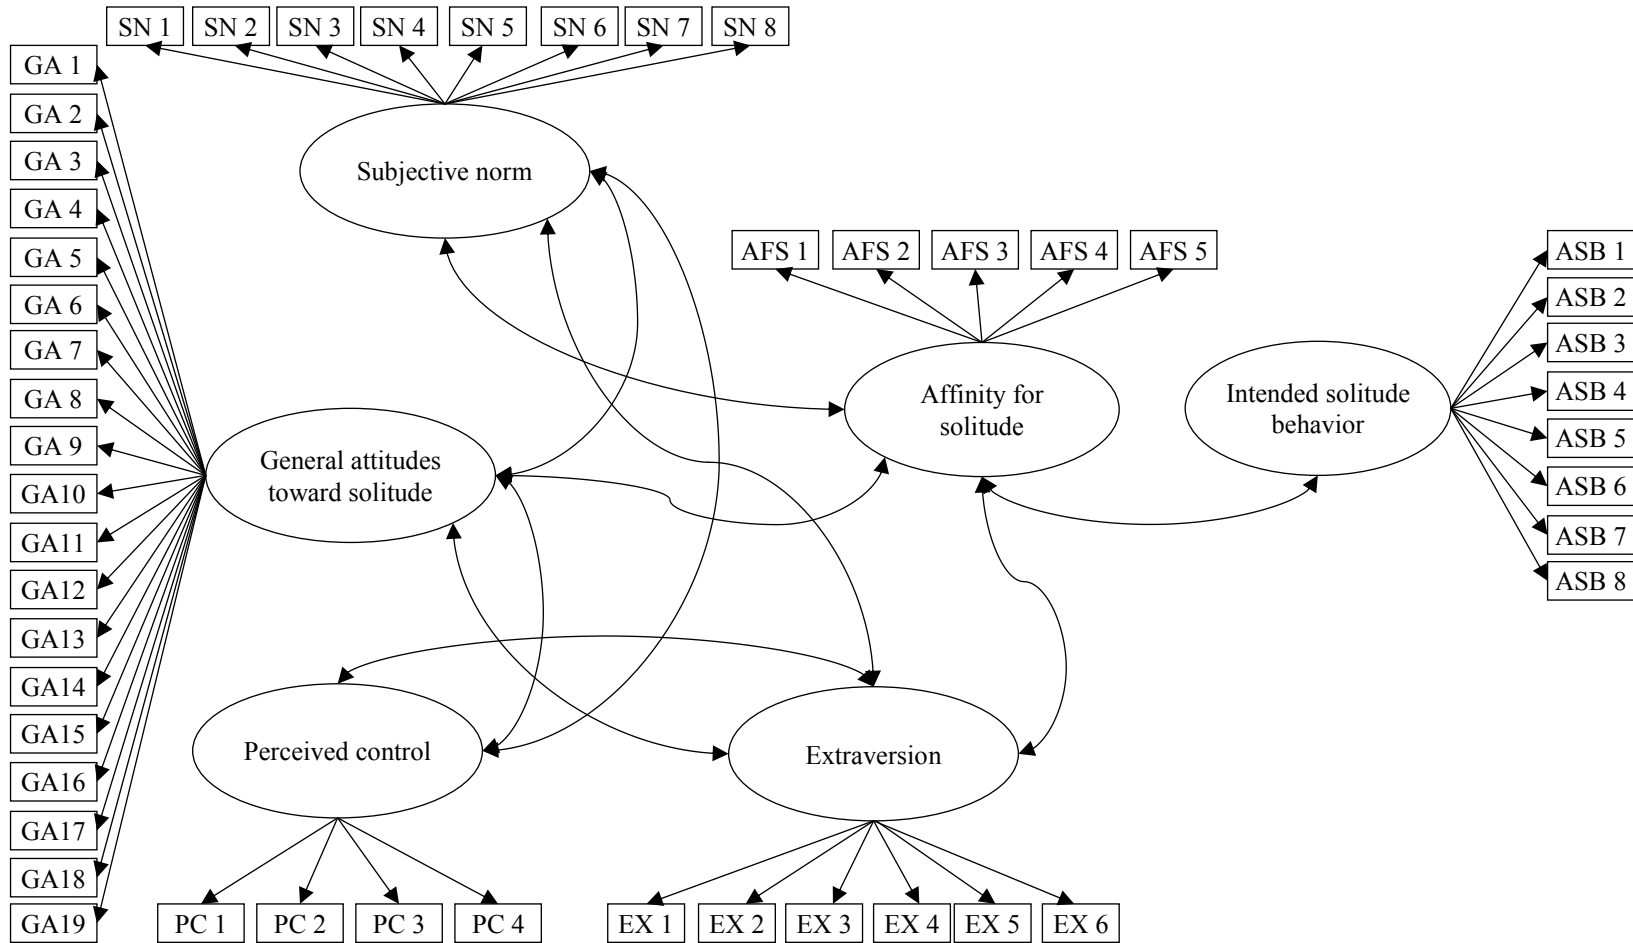 SN 1
SN 2
SN 3
SN 4
SN 5
SN 6
SN 7
SN 8
GA 1
GA 2
GA 3
GA 4
GA 5
GA 6
GA 7
GA 8
GA 9
GA10
GA11
GA12
GA13
GA14
GA15
GA16
GA17
GA18
GA19
Subjective norm
AFS 1
AFS 2
AFS 3
AFS 4
AFS 5
ASB 1
ASB 2
ASB 3
ASB 4
ASB 5
ASB 6
ASB 7
ASB 8
Affinity for
solitude
Intended solitude
behavior
General attitudes
toward solitude
Perceived control
Extraversion
PC 1
PC 2
PC 3
PC 4
EX 1
EX 2
EX 3
EX 4
EX 5
EX 6